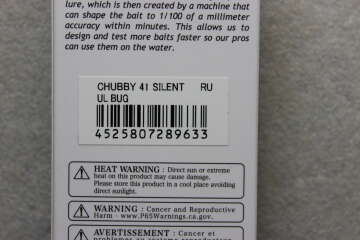 lure, which is then created by a machine that
can shape the bait to 1/100 of a millimeter
accuracy within minutes. This allows us to
design and test more baits faster so our pros
can use them on the water.
CHUBBY 41 SILENT RU
UL BUG
4525807289633
HEAT WARNING : Direct sun or extreme
heat on this product may cause damage.
Please store this product in a cool place avoiding
direct sunlight.
WARNING : Cancer and Reproductive
Harm - www.P65Warnings.ca.gov.
AVERTISSEMENT : Cancer et